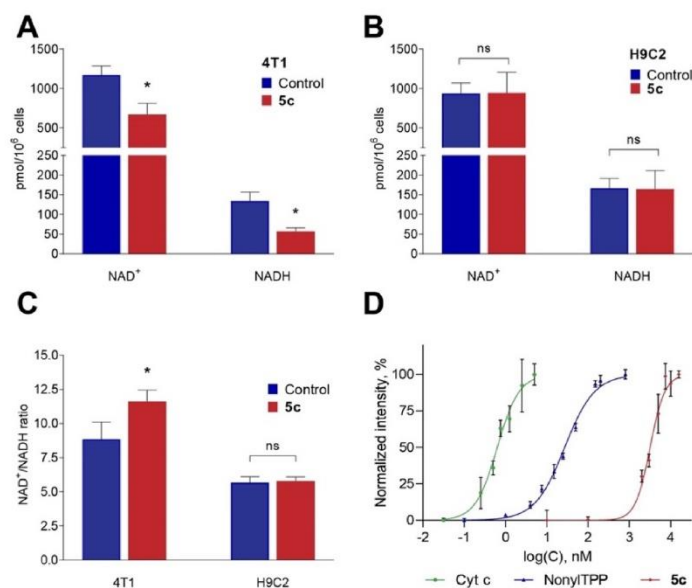 A
B
4T1
Control
5c
H9C2
Control
5c
pmol/10⁶ cells
1500
1000
500
250
200
150
100
50
0
*
*
NAD⁺
NADH
pmol/10⁶ cells
1500
1000
500
250
200
150
100
50
0
ns
ns
NAD⁺
NADH
C
D
NAD⁺/NADH ratio
15.0
12.5
10.0
7.5
5.0
2.5
0.0
Control
5c
*
ns
4T1
H9C2
Normalized intensity, %
100
75
50
25
0
-2
-1
0
1
2
3
4
log(C), nM
Cyt c
NonylTPP
5c